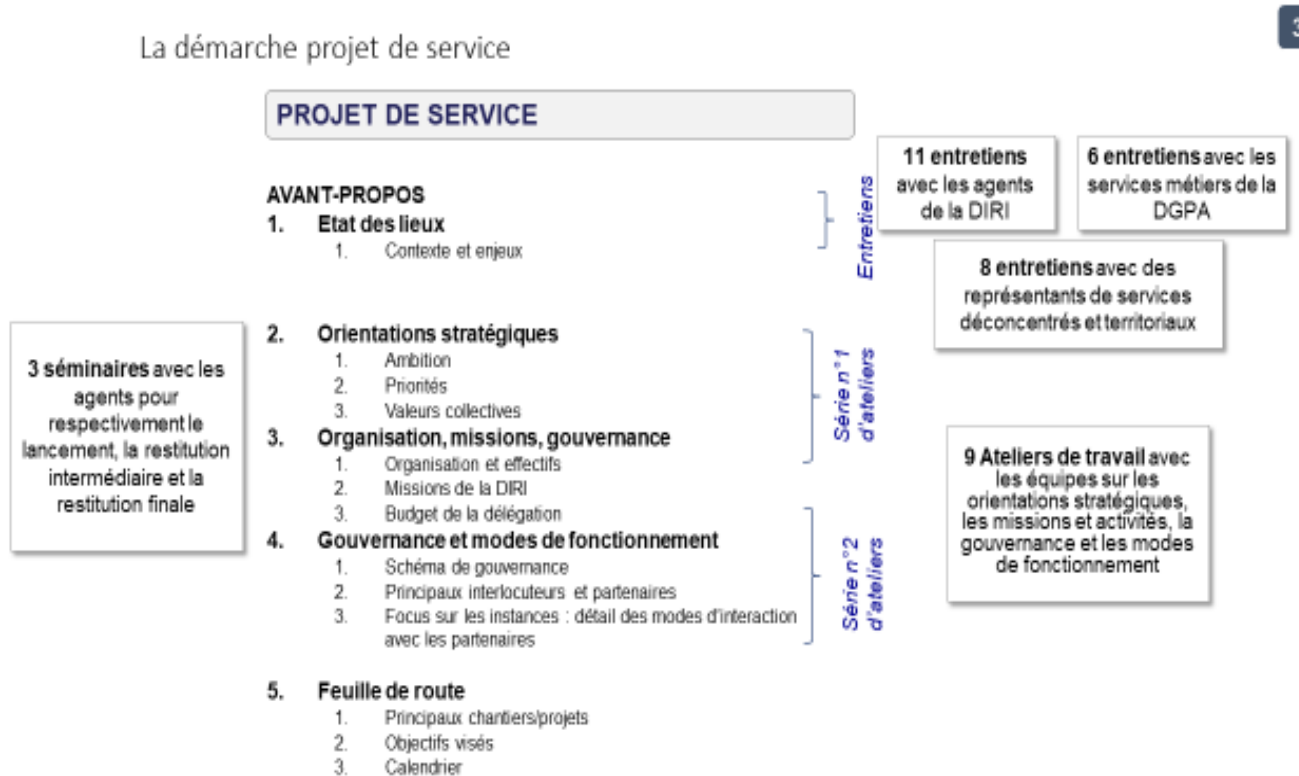 3
La démarche projet de service
PROJET DE SERVICE
AVANT-PROPOS
1. Etat des lieux
1. Contexte et enjeux
2. Orientations stratégiques
1. Ambition
2. Priorités
3. Valeurs collectives
3. Organisation, missions, gouvernance
1. Organisation et effectifs
2. Missions de la DIRI
3. Budget de la délégation
4. Gouvernance et modes de fonctionnement
1. Schéma de gouvernance
2. Principaux interlocuteurs et partenaires
3. Focus sur les instances : détail des modes d'interaction
avec les partenaires
5. Feuille de route
1. Principaux chantiers/projets
2. Objectifs visés
3. Calendrier
3 séminaires avec les
agents pour
respectivement le
lancement, la restitution
intermédiaire et la
restitution finale
Entretiens
Série n°1
d'ateliers
Série n°2
d'ateliers
11 entretiens
avec les agents
de la DIRI
6 entretiens avec les
services métiers de la
DGPA
8 entretiens avec des
représentants de services
déconcentrés et territoriaux
9 Ateliers de travail avec
les équipes sur les
orientations stratégiques,
les missions et activités, la
gouvernance et les modes
de fonctionnement